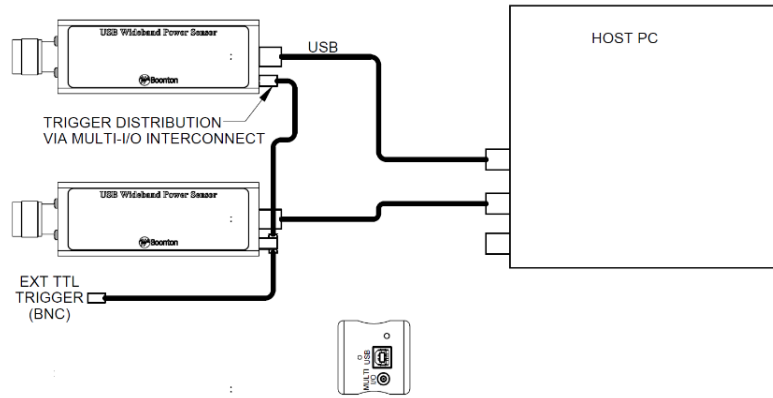 USB Wideband Power Sensor
Boonton
USB
HOST PC
TRIGGER DISTRIBUTION
VIA MULTI-I/O INTERCONNECT
USB Wideband Power Sensor
Boonton
EXT TTL
TRIGGER
(BNC)
USB
MULTI
I/O